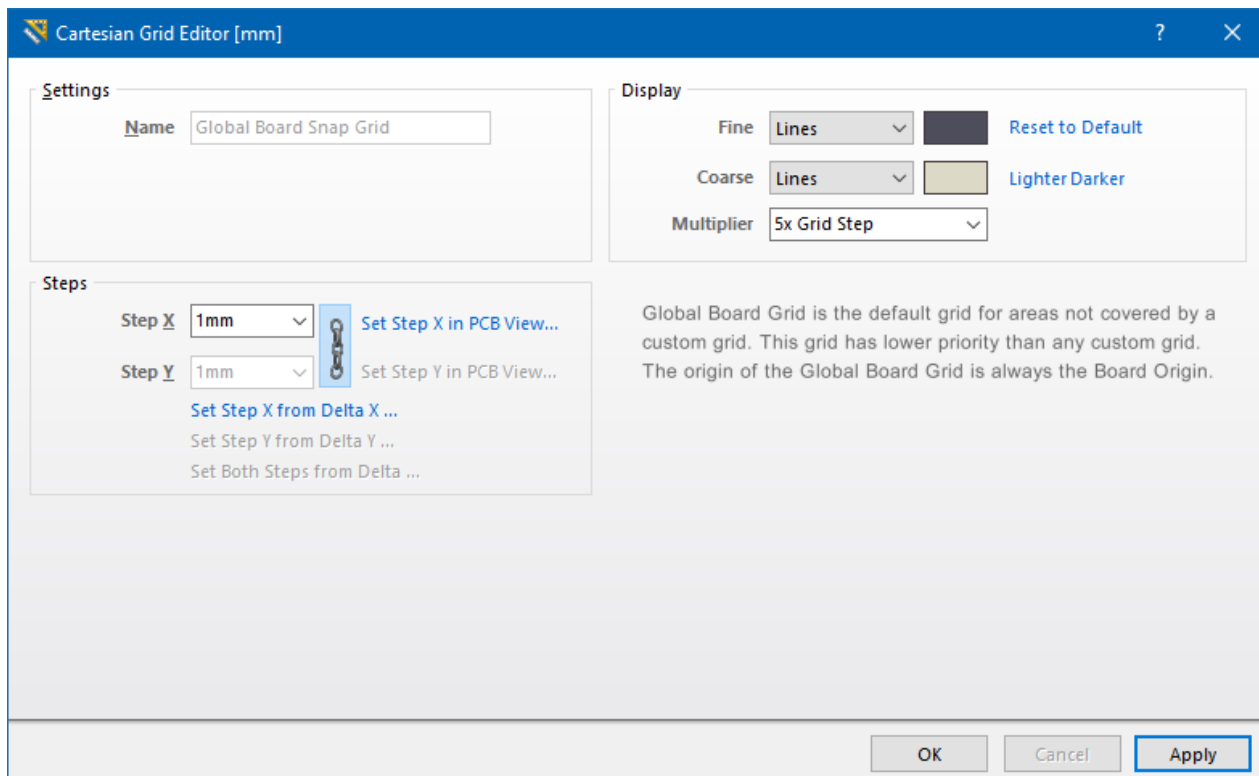 Cartesian Grid Editor [mm] ?
Settings
Name Global Board Snap Grid
Display
Fine Lines Reset to Default
Coarse Lines Lighter Darker
Multiplier 5x Grid Step
Steps
Step X 1mm Set Step X in PCB View...
Step Y 1mm Set Step Y in PCB View...
Set Step X from Delta X ...
Set Step Y from Delta Y ...
Set Both Steps from Delta ...
Global Board Grid is the default grid for areas not covered by a
custom grid. This grid has lower priority than any custom grid.
The origin of the Global Board Grid is always the Board Origin.
OK Cancel Apply